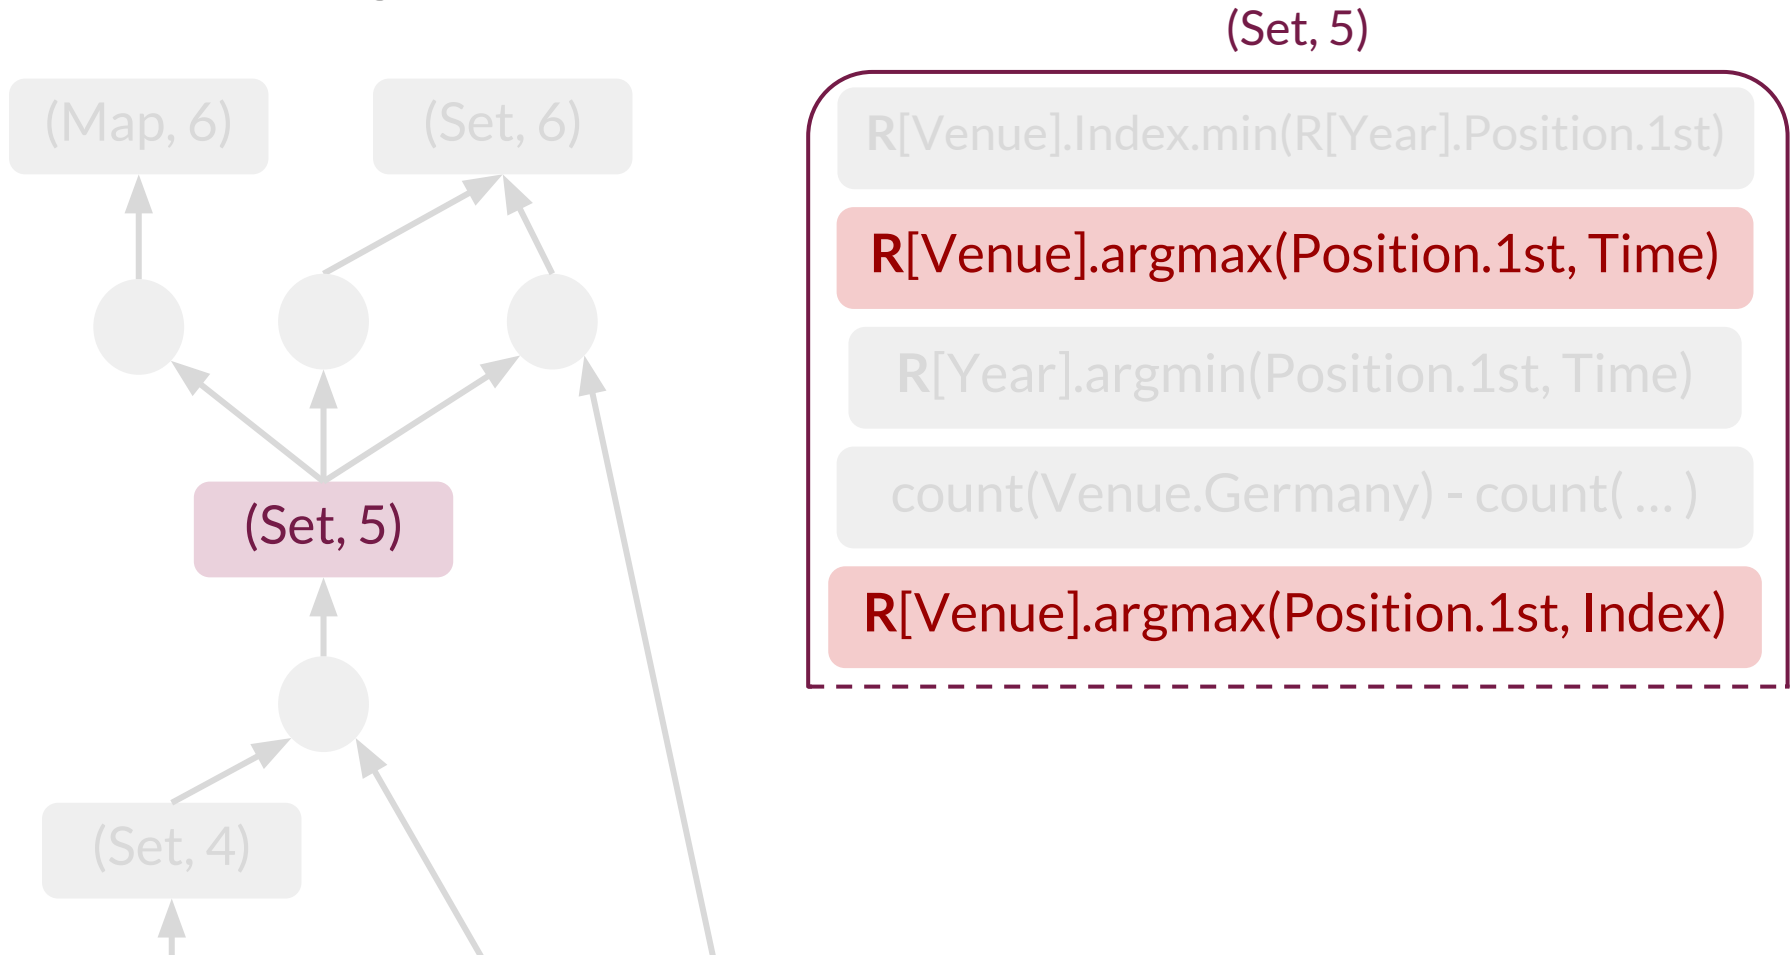 (Set, 5)
(Map, 6)
(Set, 6)
R[Venue].Index.min(R[Year].Position.1st)
R[Venue].argmax(Position.1st, Time)
R[Year].argmin(Position.1st, Time)
count(Venue.Germany) - count( ... )
(Set, 5)
R[Venue].argmax(Position.1st, Index)
(Set, 4)